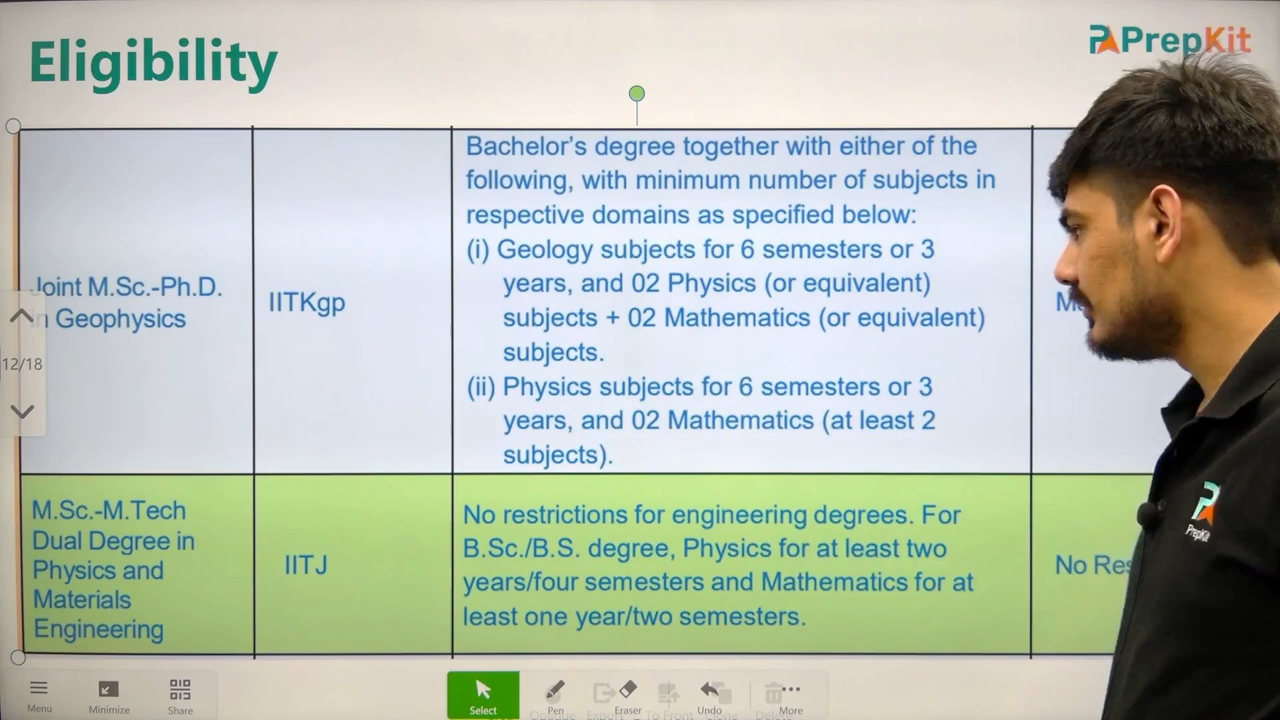 Eligibility
PrepKit
Joint M.Sc.-Ph.D.
in Geophysics
IITKgp
Bachelor's degree together with either of the
following, with minimum number of subjects in
respective domains as specified below:
(i) Geology subjects for 6 semesters or 3
years, and 02 Physics (or equivalent)
subjects + 02 Mathematics (or equivalent)
subjects.
(ii) Physics subjects for 6 semesters or 3
years, and 02 Mathematics (at least 2
subjects).
12/18
M.Sc.-M.Tech
Dual Degree in
Physics and
Materials
Engineering
IITJ
No restrictions for engineering degrees. For
B.Sc./B.S. degree, Physics for at least two
years/four semesters and Mathematics for at
least one year/two semesters.
No Res
PrepKit
Menu
Minimize
Share
Select
Pen
Eraser
Undo
More